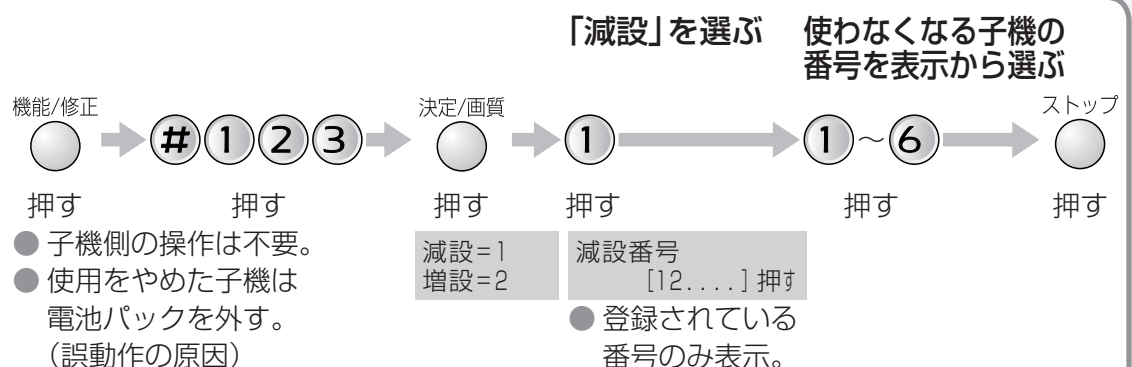 「減設」を選ぶ
使わなくなる子機の
番号を表示から選ぶ
機能/修正
決定/画質
ストップ
# 1 2 3
1
1～6
押す
押す
押す
押す
押す
押す
● 子機側の操作は不要。
● 使用をやめた子機は
電池パックを外す。
（誤動作の原因）
減設=1
増設=2
減設番号
[12....]押す
● 登録されている
番号のみ表示。